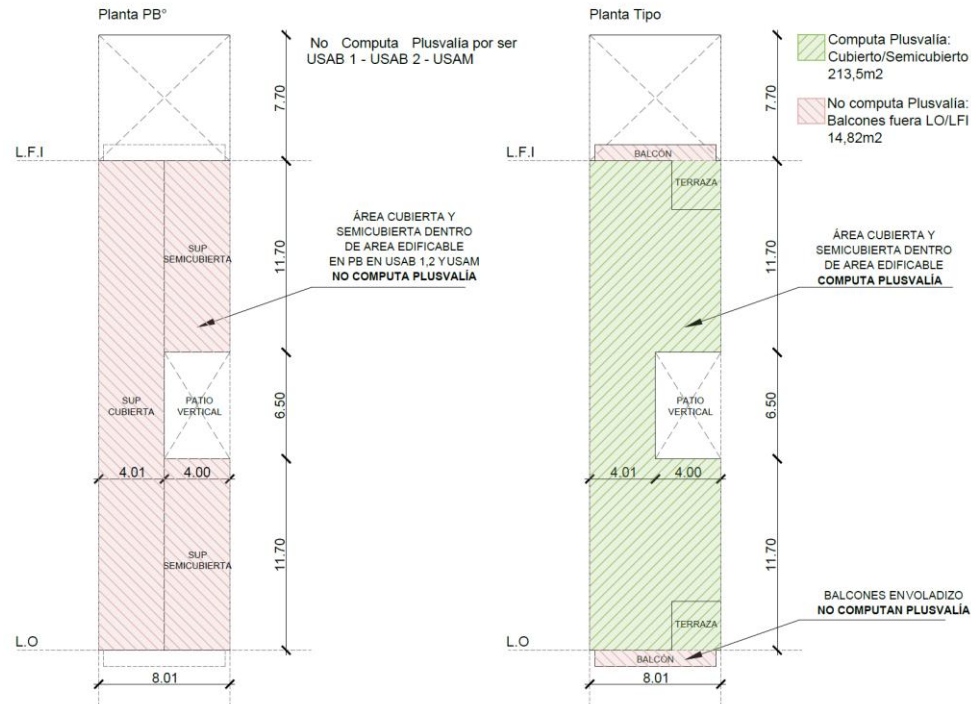 Planta PB°
No Computa Plusvalía por ser
USAB 1 - USAB 2 - USAM
7.70
L.F.I
SUP
SEMICUBIERTA
ÁREA CUBIERTA Y
SEMICUBIERTA DENTRO
DE AREA EDIFICABLE
EN PB EN USAB 1,2 Y USAM
NO COMPUTA PLUSVALÍA
11.70
SUP
CUBIERTA
PATIO
VERTICAL
6.50
4.01
4.00
SUP
SEMICUBIERTA
11.70
L.O
8.01
Planta Tipo
Computa Plusvalía:
Cubierto/Semicubierto
213,5m2
No computa Plusvalía:
Balcones fuera LO/LFI
14,82m2
7.70
L.F.I
BALCÓN
TERRAZA
ÁREA CUBIERTA Y
SEMICUBIERTA DENTRO
DE AREA EDIFICABLE
COMPUTA PLUSVALÍA
11.70
PATIO
VERTICAL
6.50
4.01
4.00
11.70
BALCONES EN VOLADIZO
NO COMPUTAN PLUSVALÍA
TERRAZA
L.O
BALCÓN
8.01